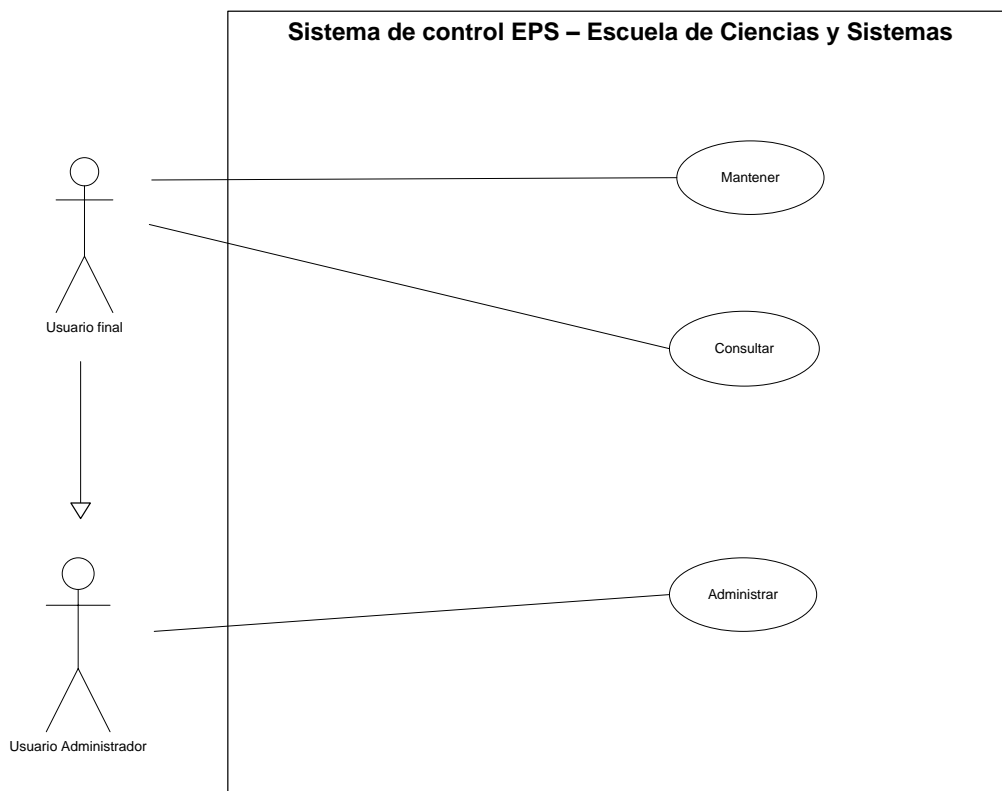 Sistema de control EPS – Escuela de Ciencias y Sistemas
Mantener
Usuario final
Consultar
Administrar
Usuario Administrador